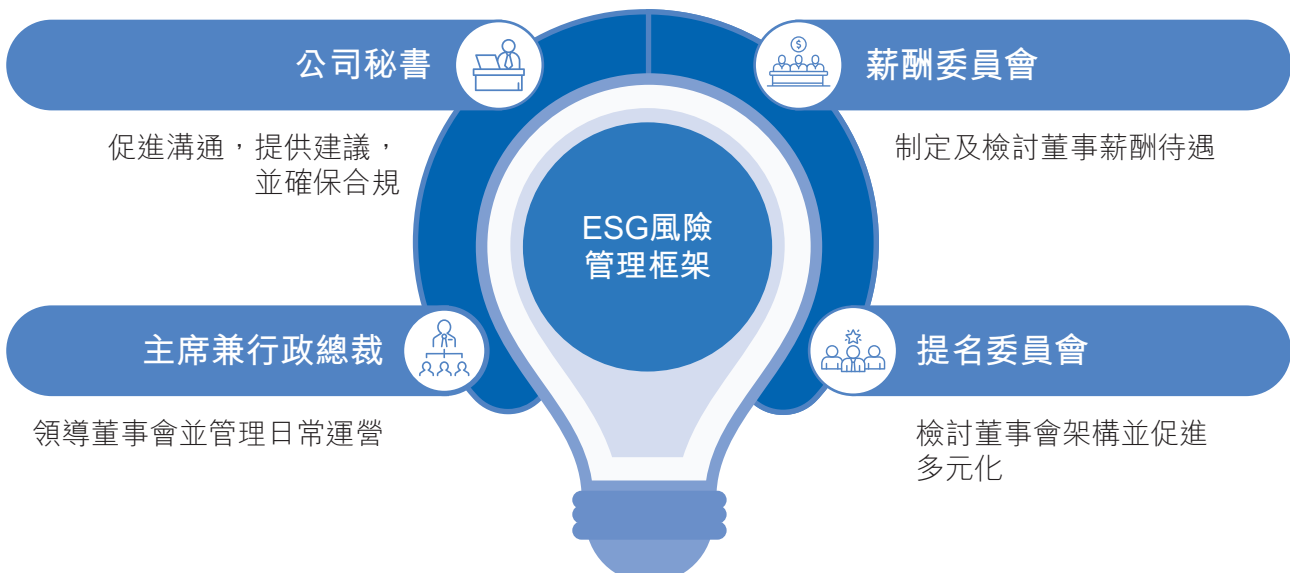 公司秘書
促進溝通，提供建議，
並確保合規
薪酬委員會
制定及檢討董事薪酬待遇
ESG風險
管理框架
主席兼行政總裁
領導董事會並管理日常運營
提名委員會
檢討董事會架構並促進
多元化